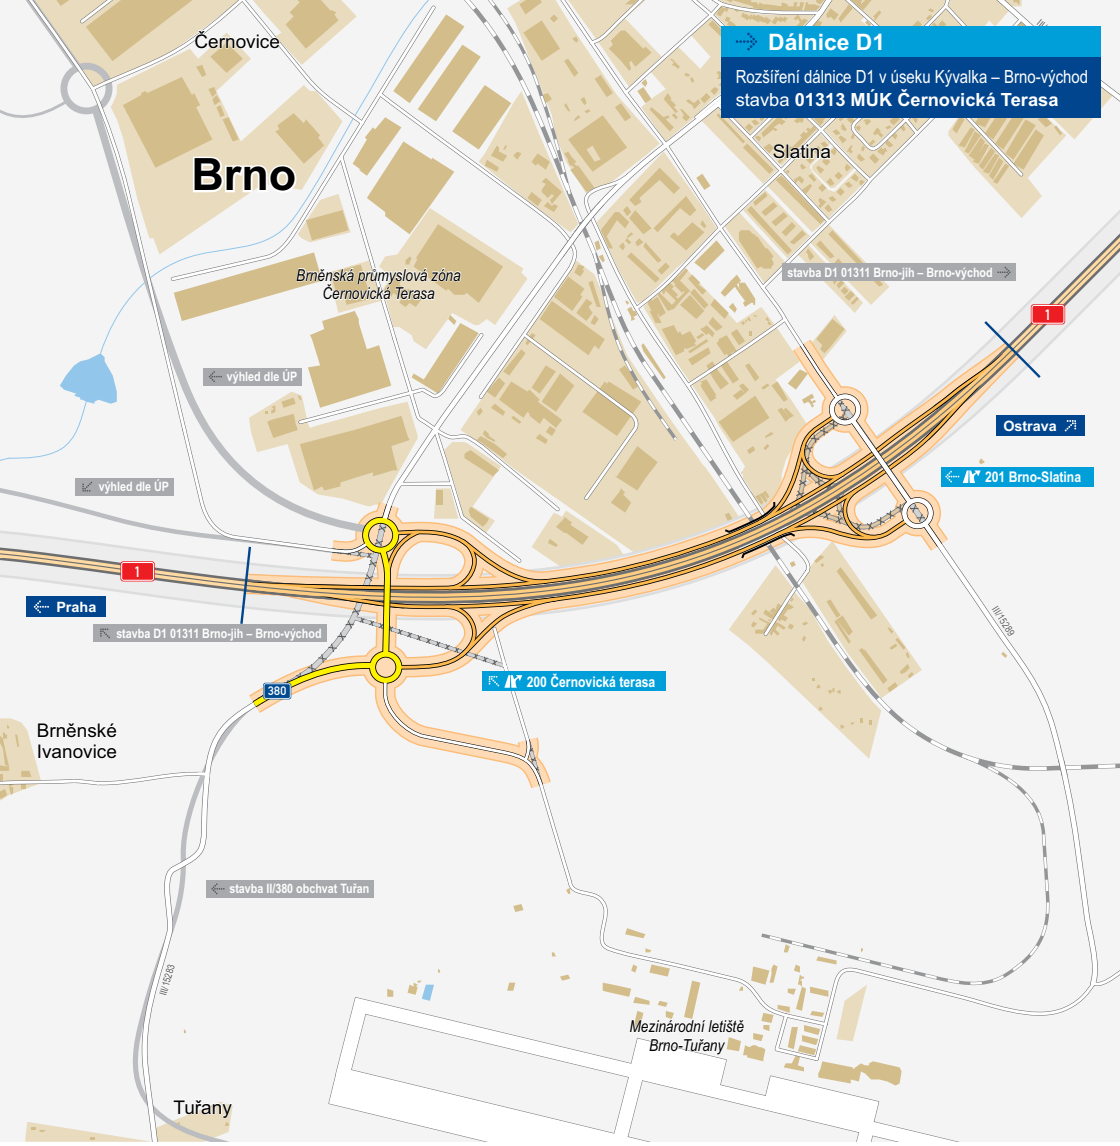 Dálnice D1
Rozšíření dálnice D1 v úseku Kývalka – Brno-východ
stavba 01313 MÚK Černovická Terasa
Černovice
Slatina
Brno
Brněnská průmyslová zóna
Černovická Terasa
stavba D1 01311 Brno-jih – Brno-východ
1
výhled dle ÚP
Ostrava
201 Brno-Slatina
výhled dle ÚP
1
Praha
stavba D1 01311 Brno-jih – Brno-východ
III/15289
200 Černovická terasa
380
Brněnské
Ivanovice
stavba II/380 obchvat Tuřan
III/15283
Mezinárodní letiště
Brno-Tuřany
Tuřany